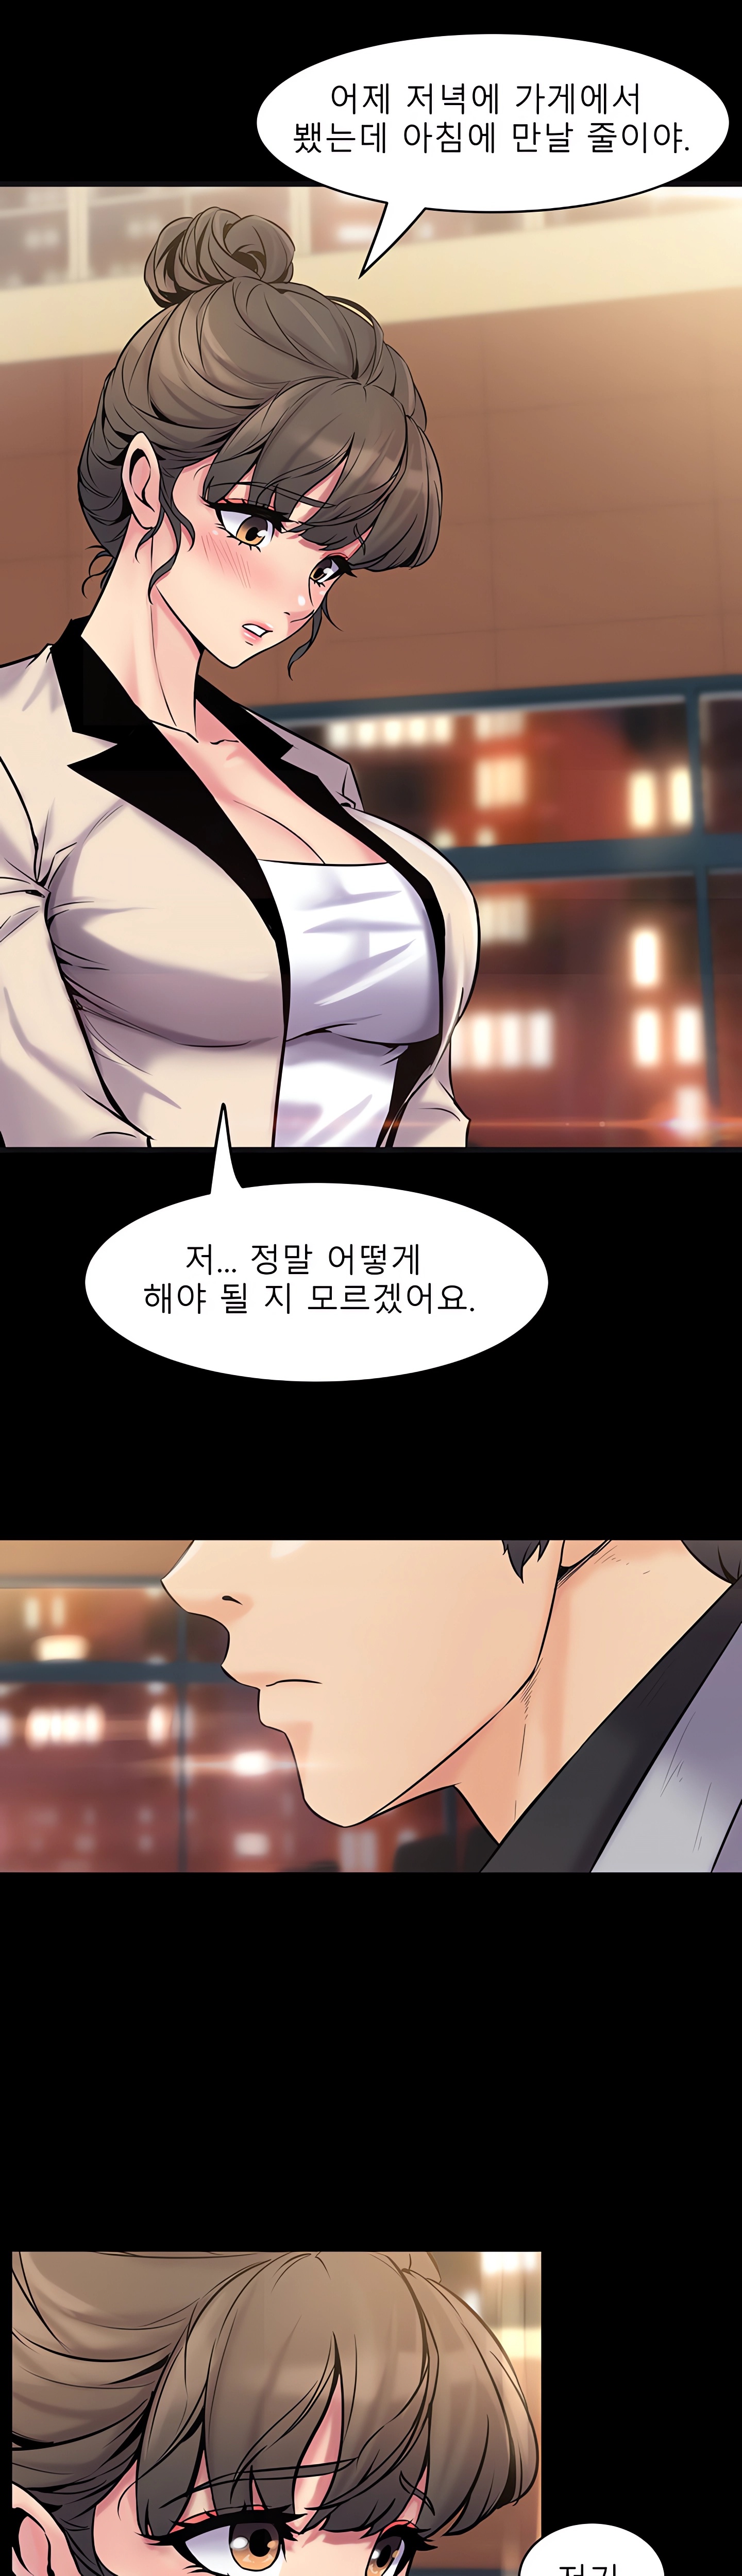 어제 저녁에 가게에서
봤는데 아침에 만날 줄이야.
저... 정말 어떻게
해야 될 지 모르겠어요.